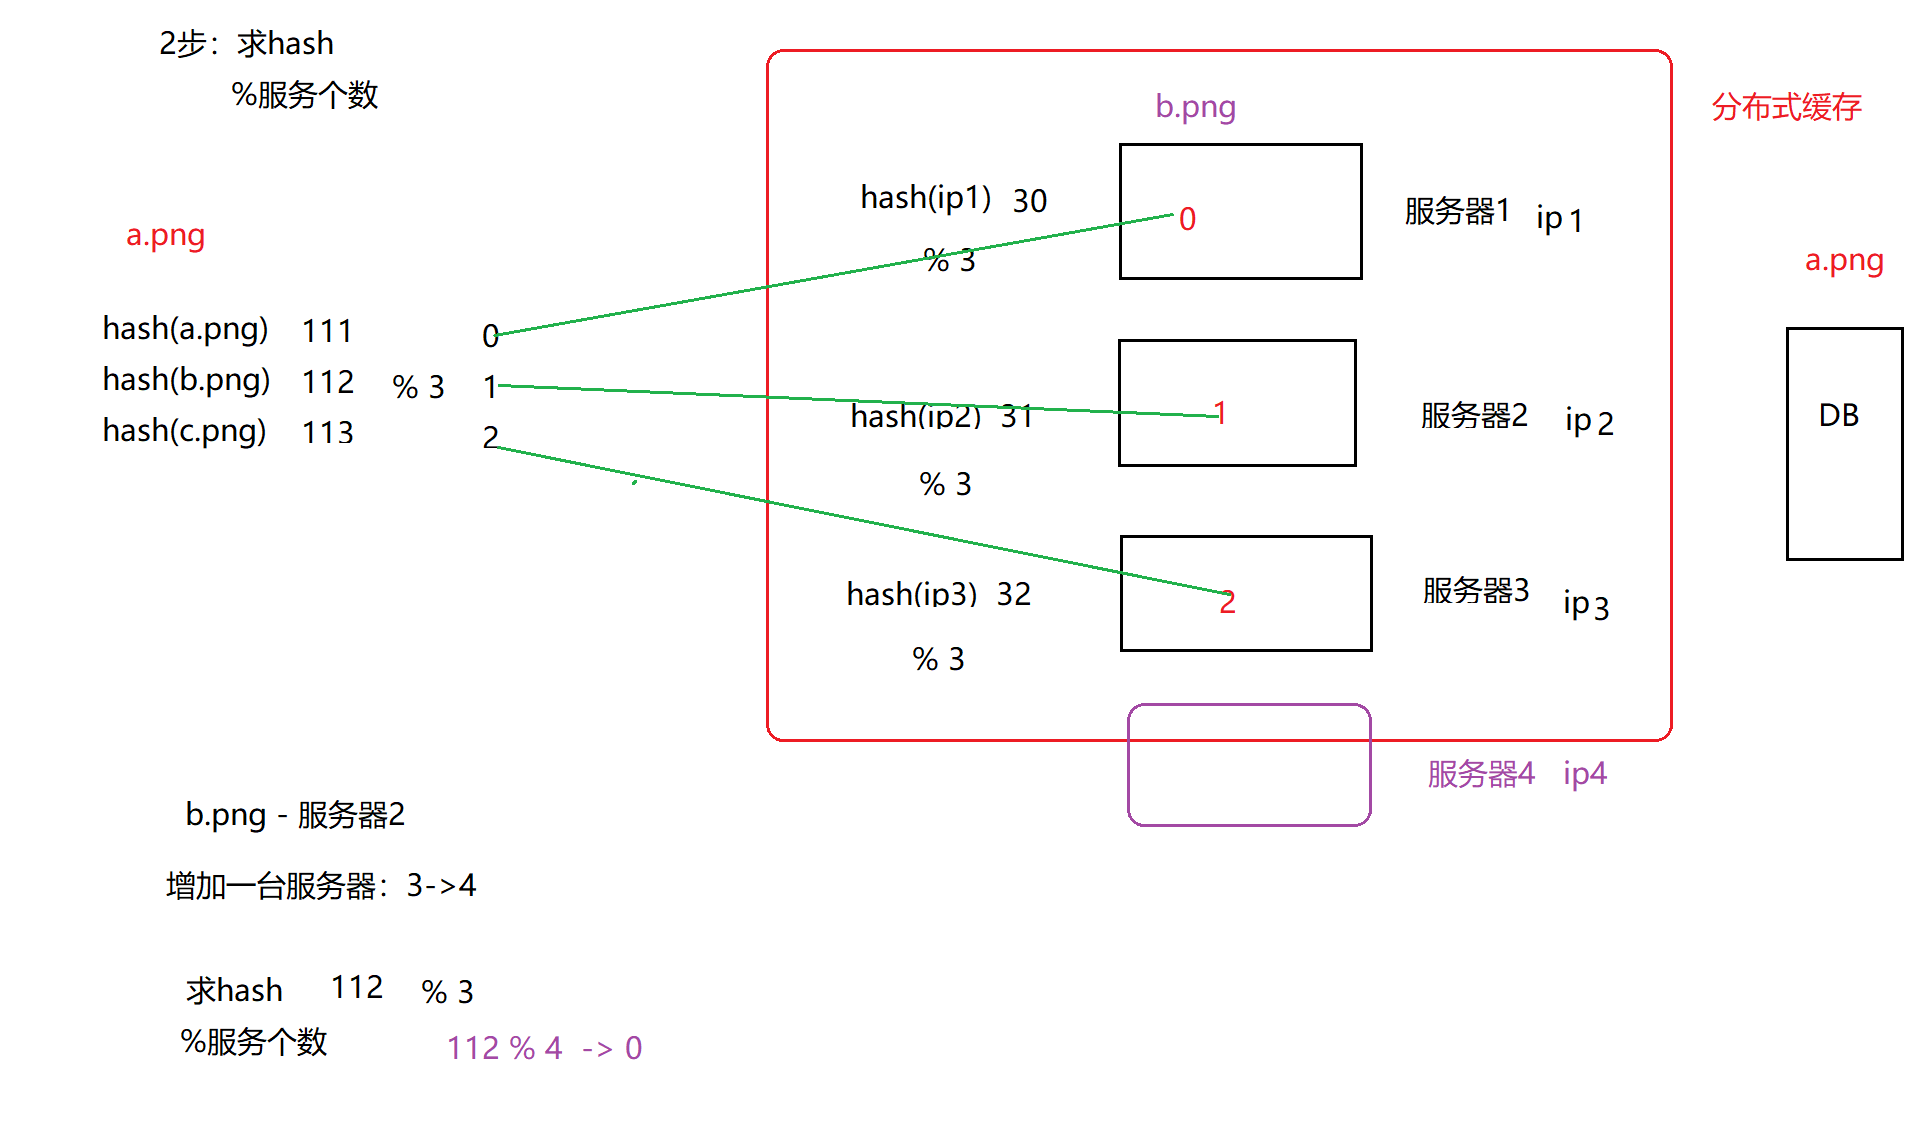 2步：求hash
%服务个数
b.png
分布式缓存
hash(ip1) 30
服务器1 ip 1
0
% 3
a.png
a.png
hash(a.png) 111 0
hash(b.png) 112 % 3 1
hash(c.png) 113 2
hash(ip2) 31
1
服务器2 ip 2
DB
% 3
hash(ip3) 32
2
服务器3 ip 3
% 3
服务器4 ip4
b.png - 服务器2
增加一台服务器：3->4
求hash 112 % 3
%服务个数 112 % 4 -> 0